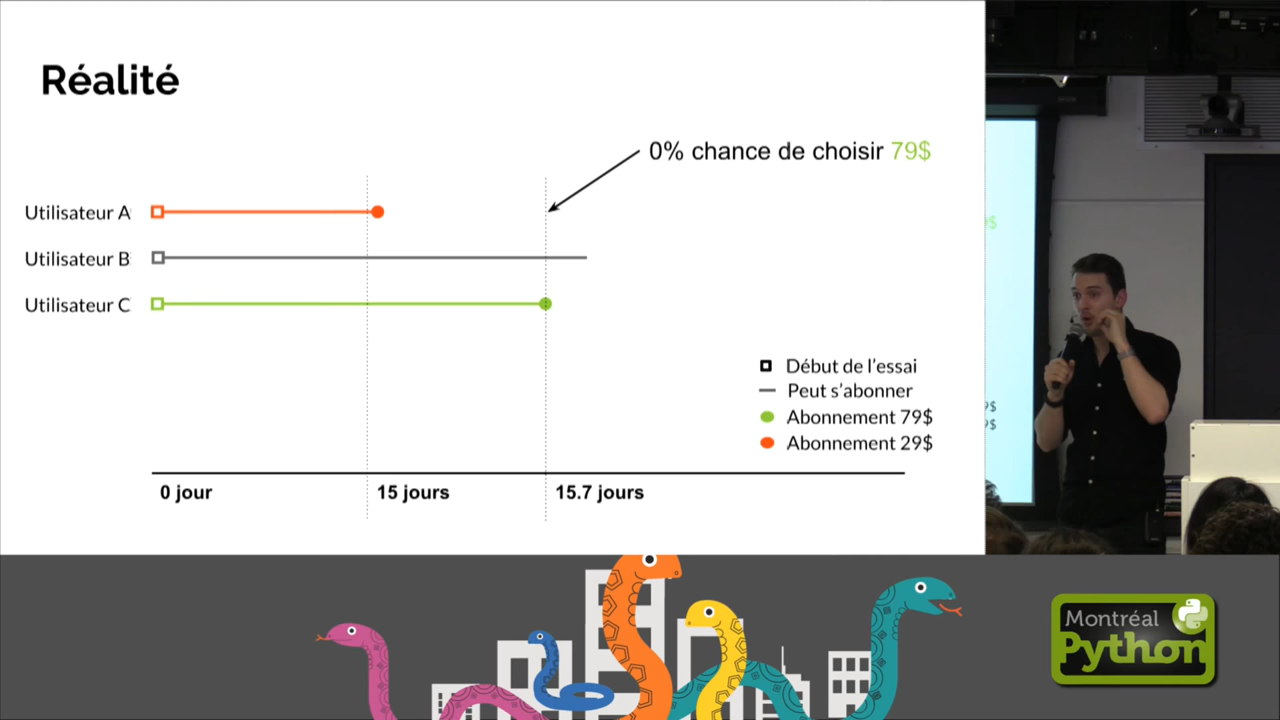 Réalité
0% chance de choisir 79$
Utilisateur A
Utilisateur B
Utilisateur C
Début de l'essai
Peut s'abonner
Abonnement 79$
Abonnement 29$
0 jour
15 jours
15.7 jours
Montréal
Python